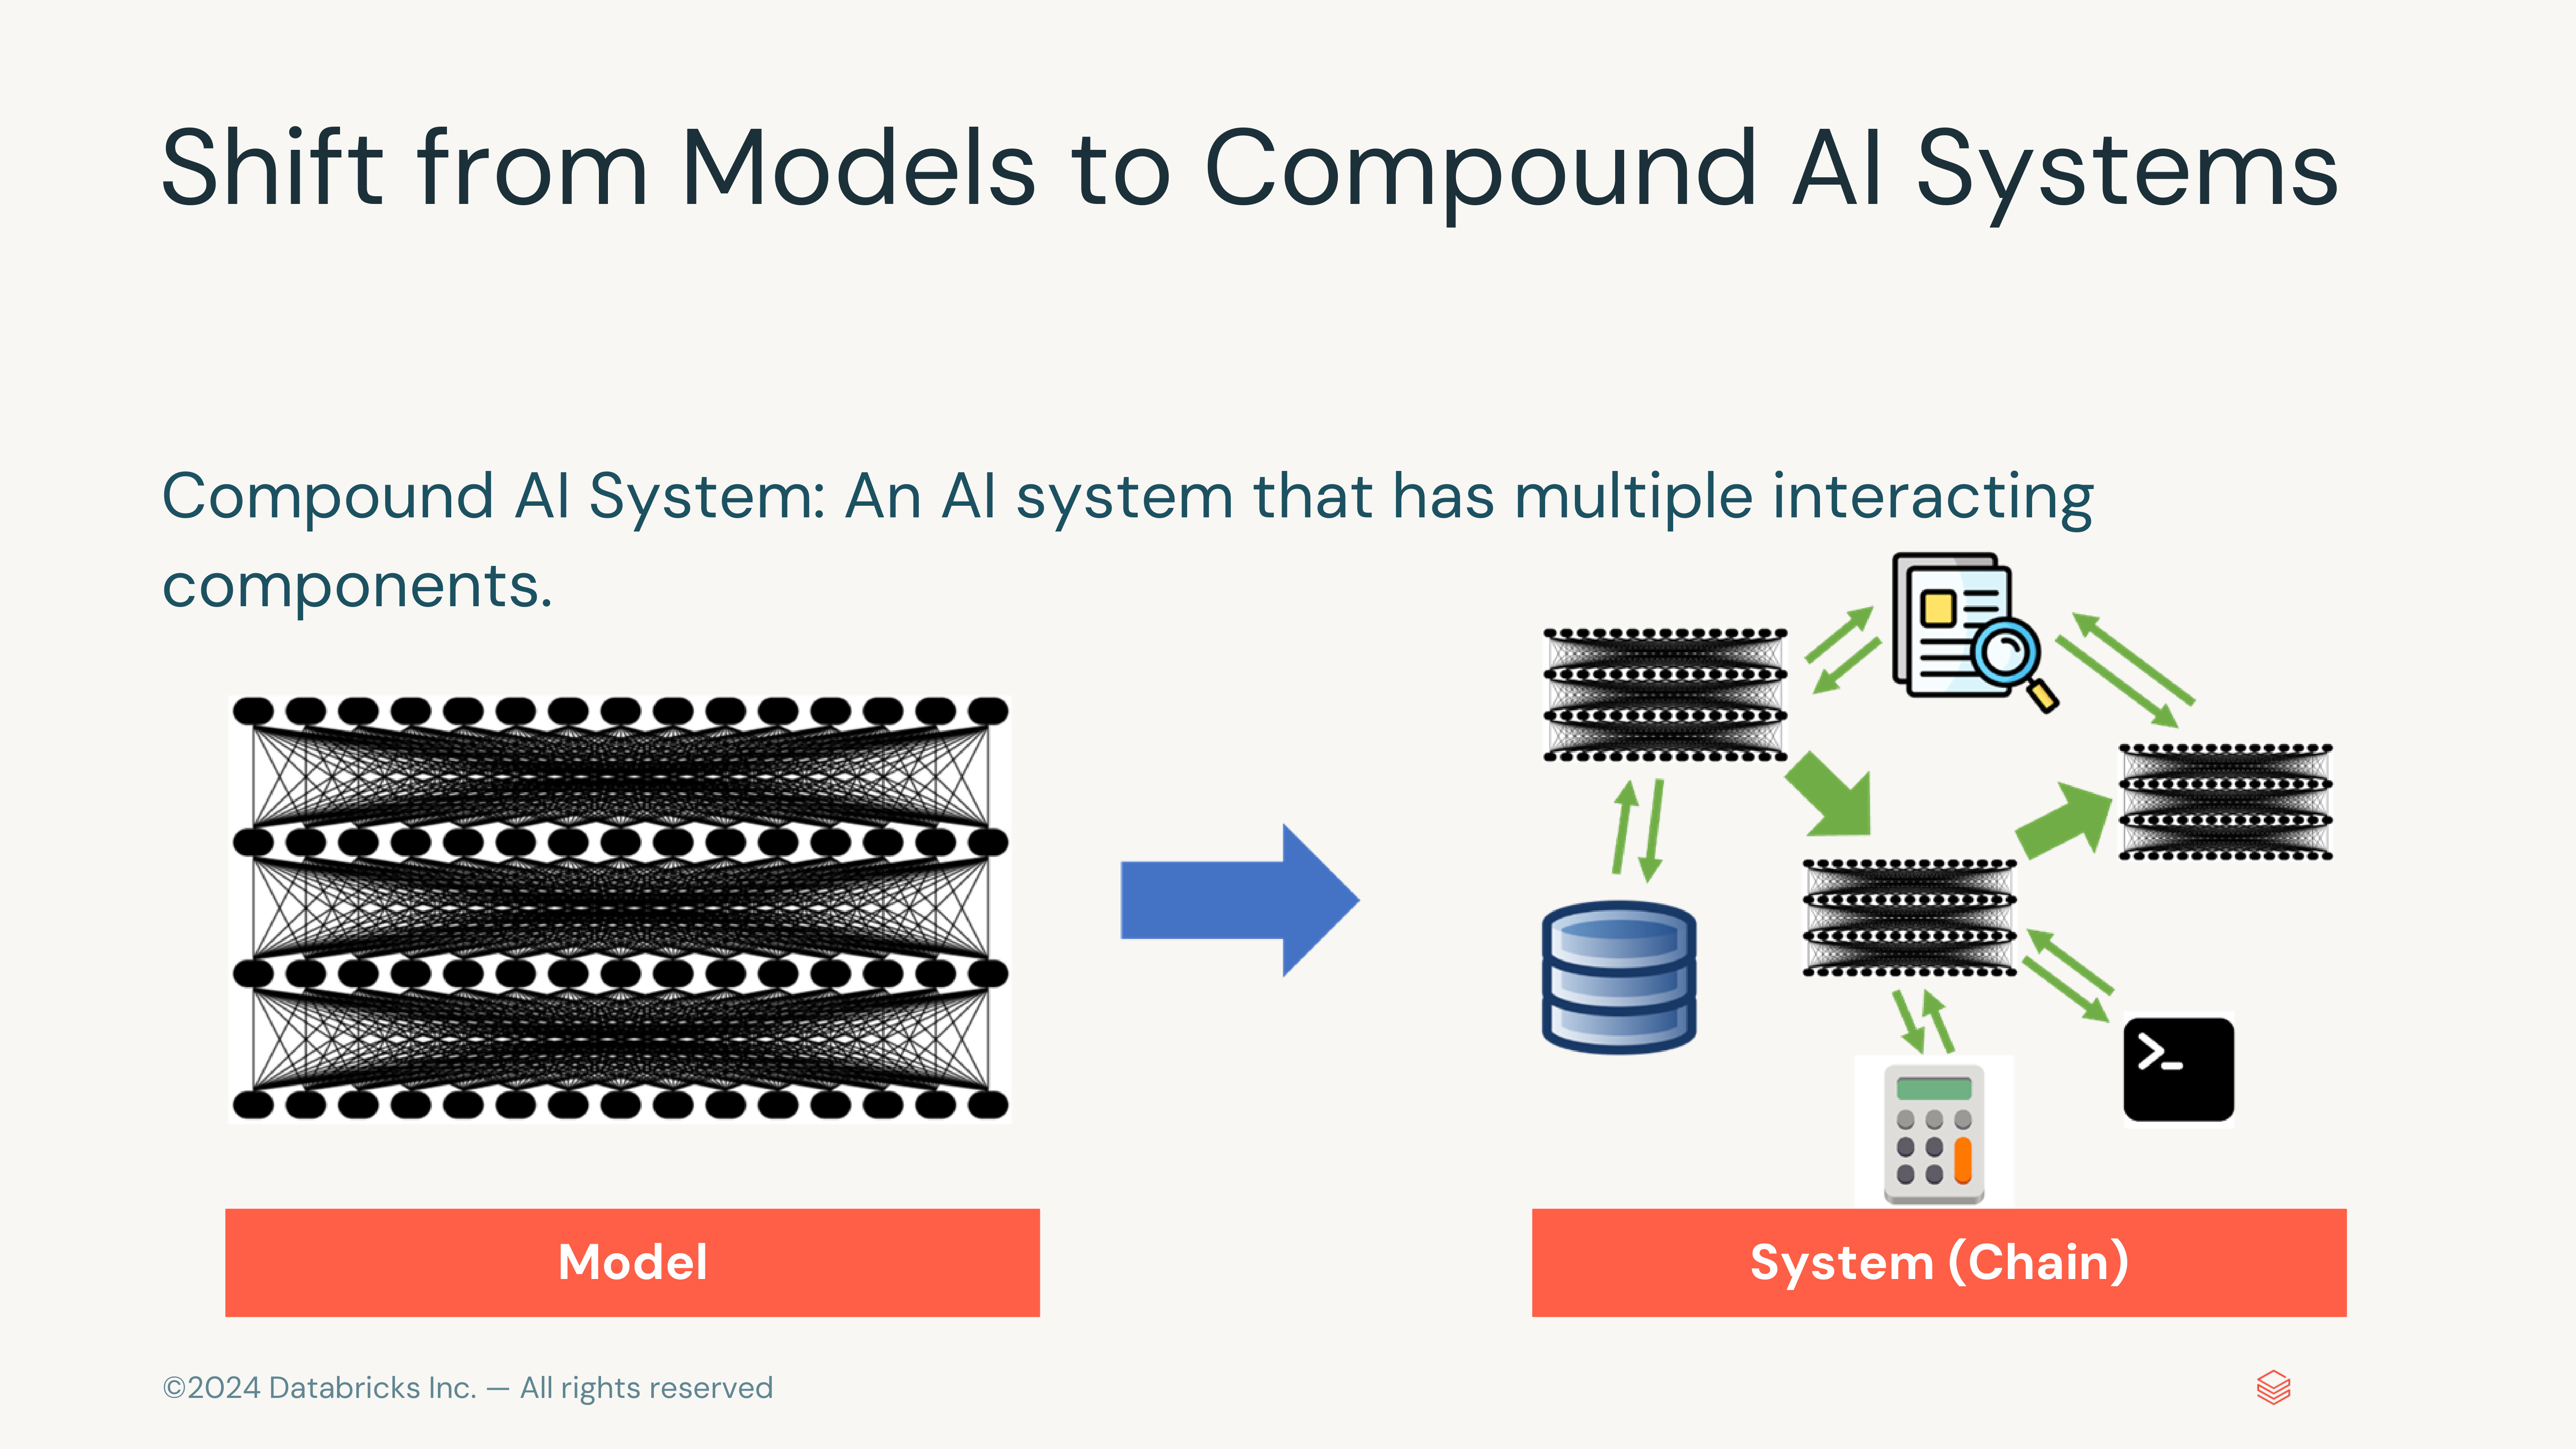 Shift from Models to Compound AI Systems
Compound AI System: An AI system that has multiple interacting
components.
>_
Model
System (Chain)
©2024 Databricks Inc. — All rights reserved